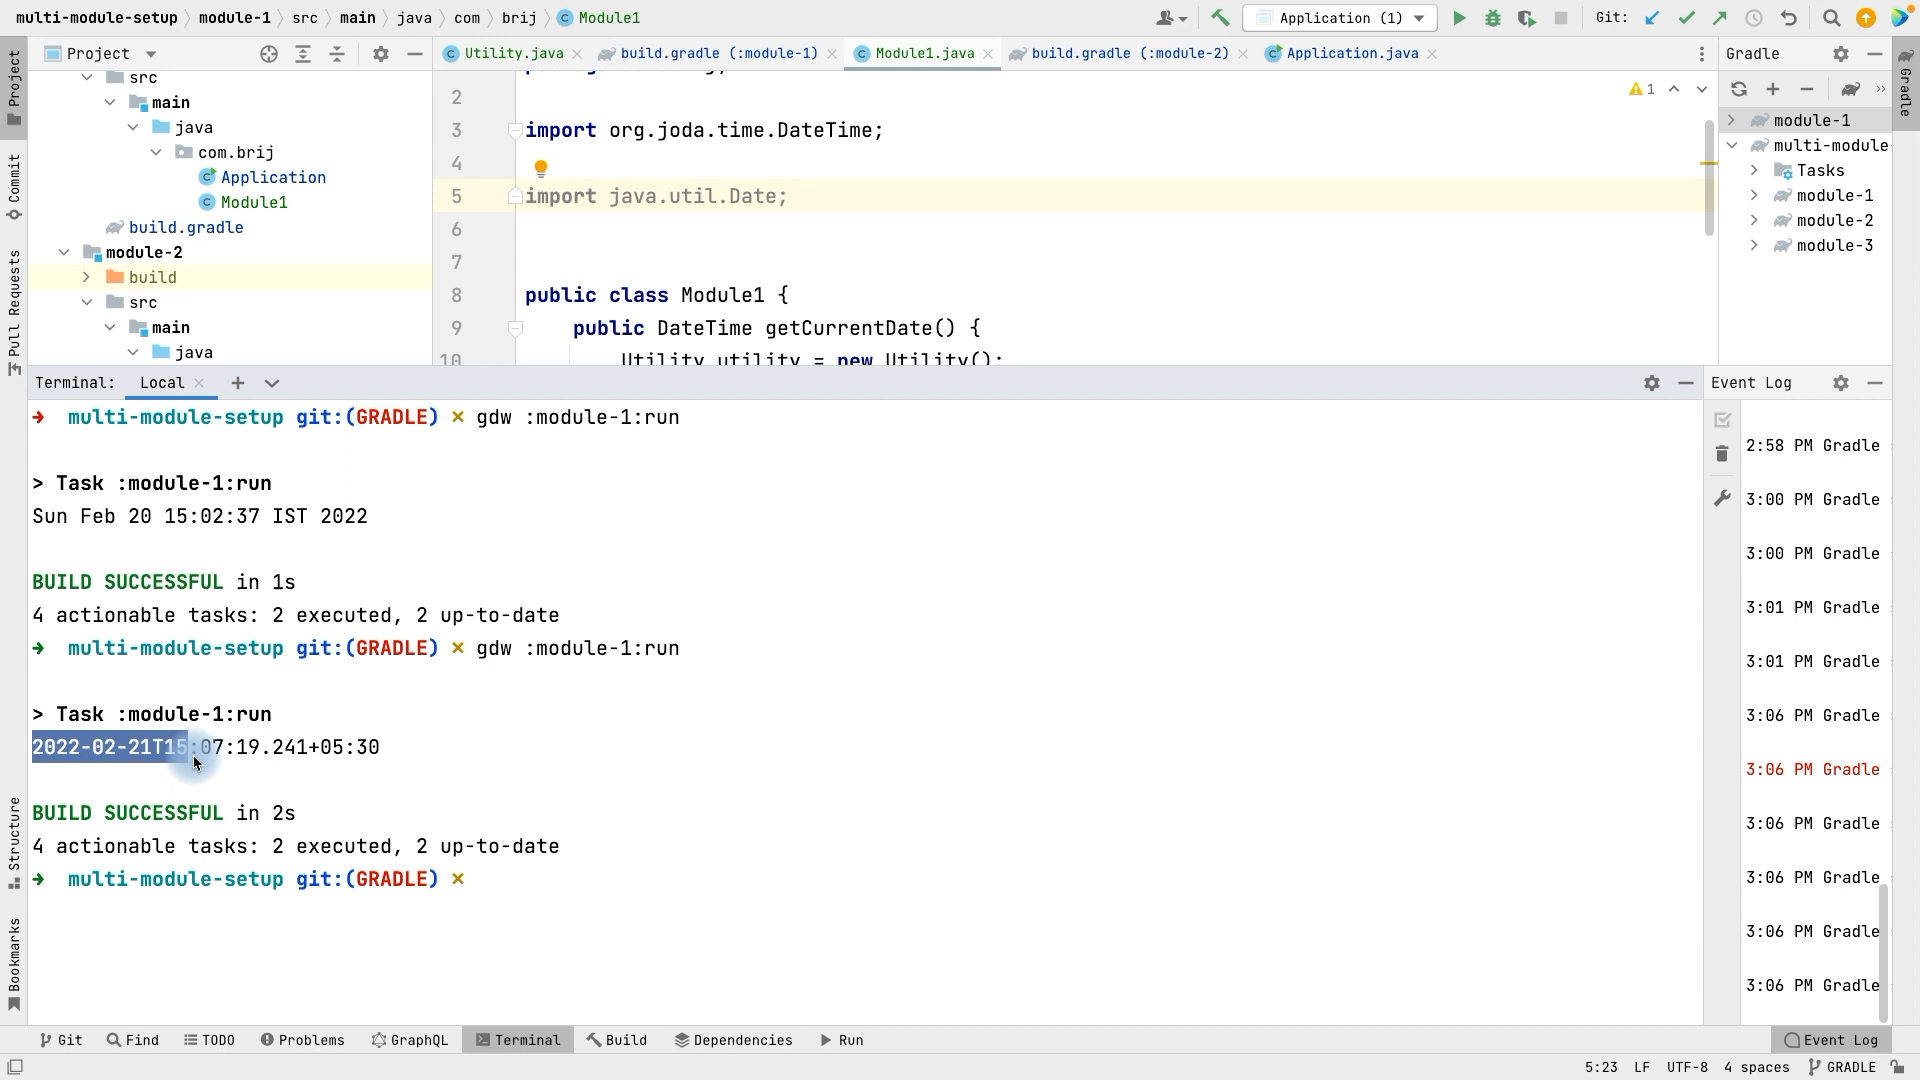 multi-module-setup module-1 src main java com brij Module1
Application (1)
Git:
Project
Utility.java build.gradle (:module-1) Module1.java build.gradle (:module-2) Application.java
Gradle
src
main
java
com.brij
Application
Module1
build.gradle
module-2
build
src
main
java
1
2
3 import org.joda.time.DateTime;
4
5 import java.util.Date;
6
7
8 public class Module1 {
9 public DateTime getCurrentDate() {
10 Utility utility = new Utility();
module-1
multi-module-
Tasks
module-1
module-2
module-3
Project
Commit
Pull Requests
Structure
Bookmarks
Gradle
Terminal: Local
➜ multi-module-setup git:(GRADLE) ✗ gdw :module-1:run
> Task :module-1:run
Sun Feb 20 15:02:37 IST 2022
BUILD SUCCESSFUL in 1s
4 actionable tasks: 2 executed, 2 up-to-date
➜ multi-module-setup git:(GRADLE) ✗ gdw :module-1:run
> Task :module-1:run
2022-02-21T15:07:19.241+05:30
BUILD SUCCESSFUL in 2s
4 actionable tasks: 2 executed, 2 up-to-date
➜ multi-module-setup git:(GRADLE) ✗
Event Log
2:58 PM Gradle
3:00 PM Gradle
3:00 PM Gradle
3:01 PM Gradle
3:01 PM Gradle
3:06 PM Gradle
3:06 PM Gradle
3:06 PM Gradle
3:06 PM Gradle
3:06 PM Gradle
3:06 PM Gradle
Git Find TODO Problems GraphQL Terminal Build Dependencies Run Event Log
5:23 LF UTF-8 4 spaces GRADLE